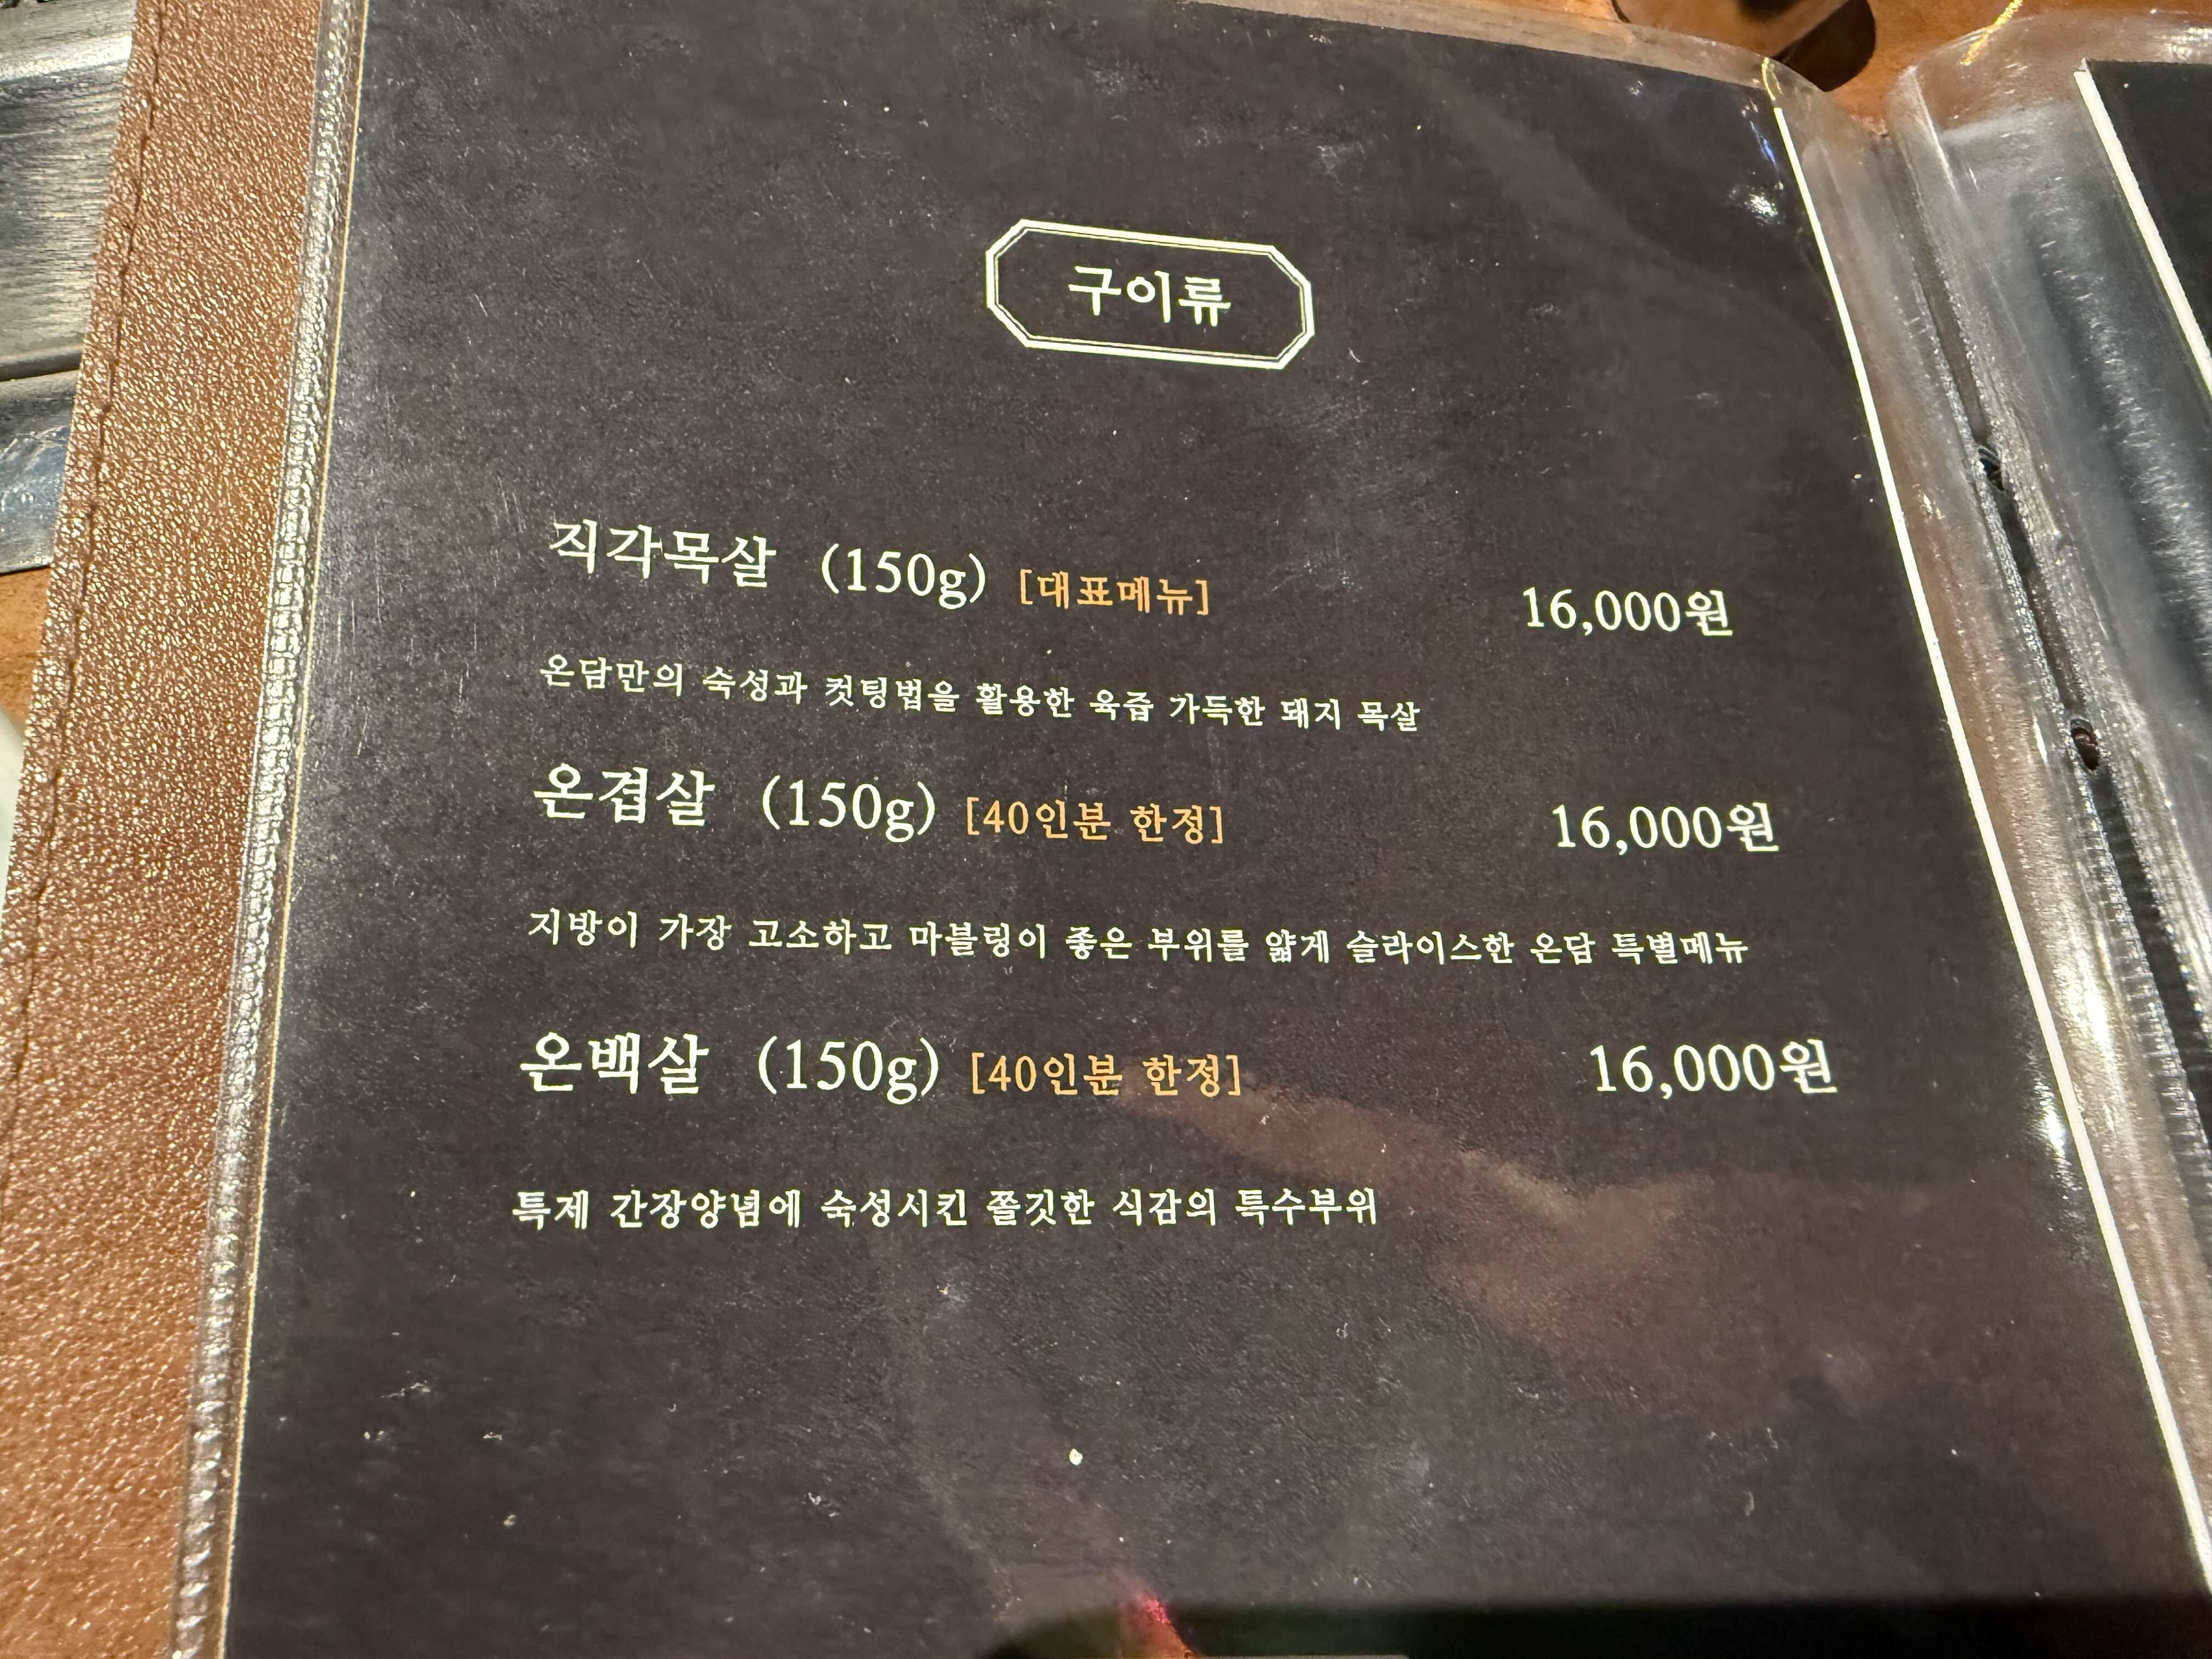 구이류
직각목살 (150g) [대표메뉴] 16,000원
온담만의 숙성과 컷팅법을 활용한 육즙 가득한 돼지 목살
온겹살 (150g) [40인분 한정] 16,000원
지방이 가장 고소하고 마블링이 좋은 부위를 얇게 슬라이스한 온담 특별메뉴
온백살 (150g) [40인분 한정] 16,000원
특제 간장양념에 숙성시킨 쫄깃한 식감의 특수부위